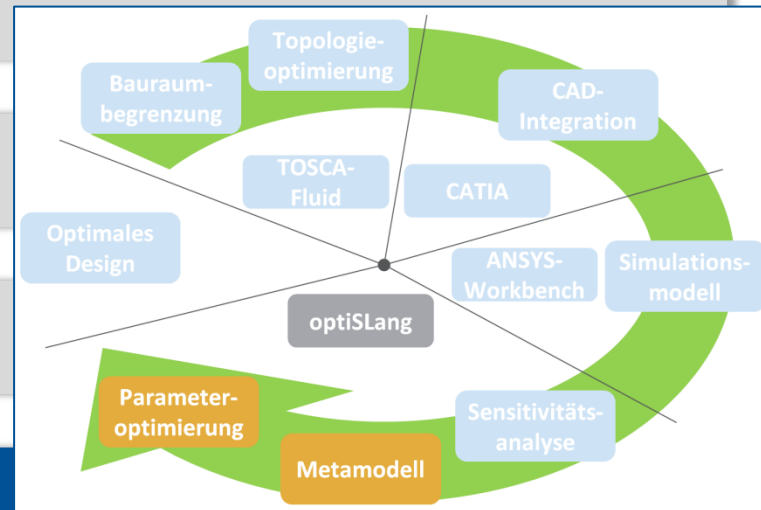 Topologie-
optimierung
Bauraum-
begrenzung
CAD-
Integration
TOSCA-
Fluid
CATIA
Optimales
Design
ANSYS-
Workbench
Simulations-
modell
optiSLang
Parameter-
optimierung
Sensitivitäts-
analyse
Metamodell